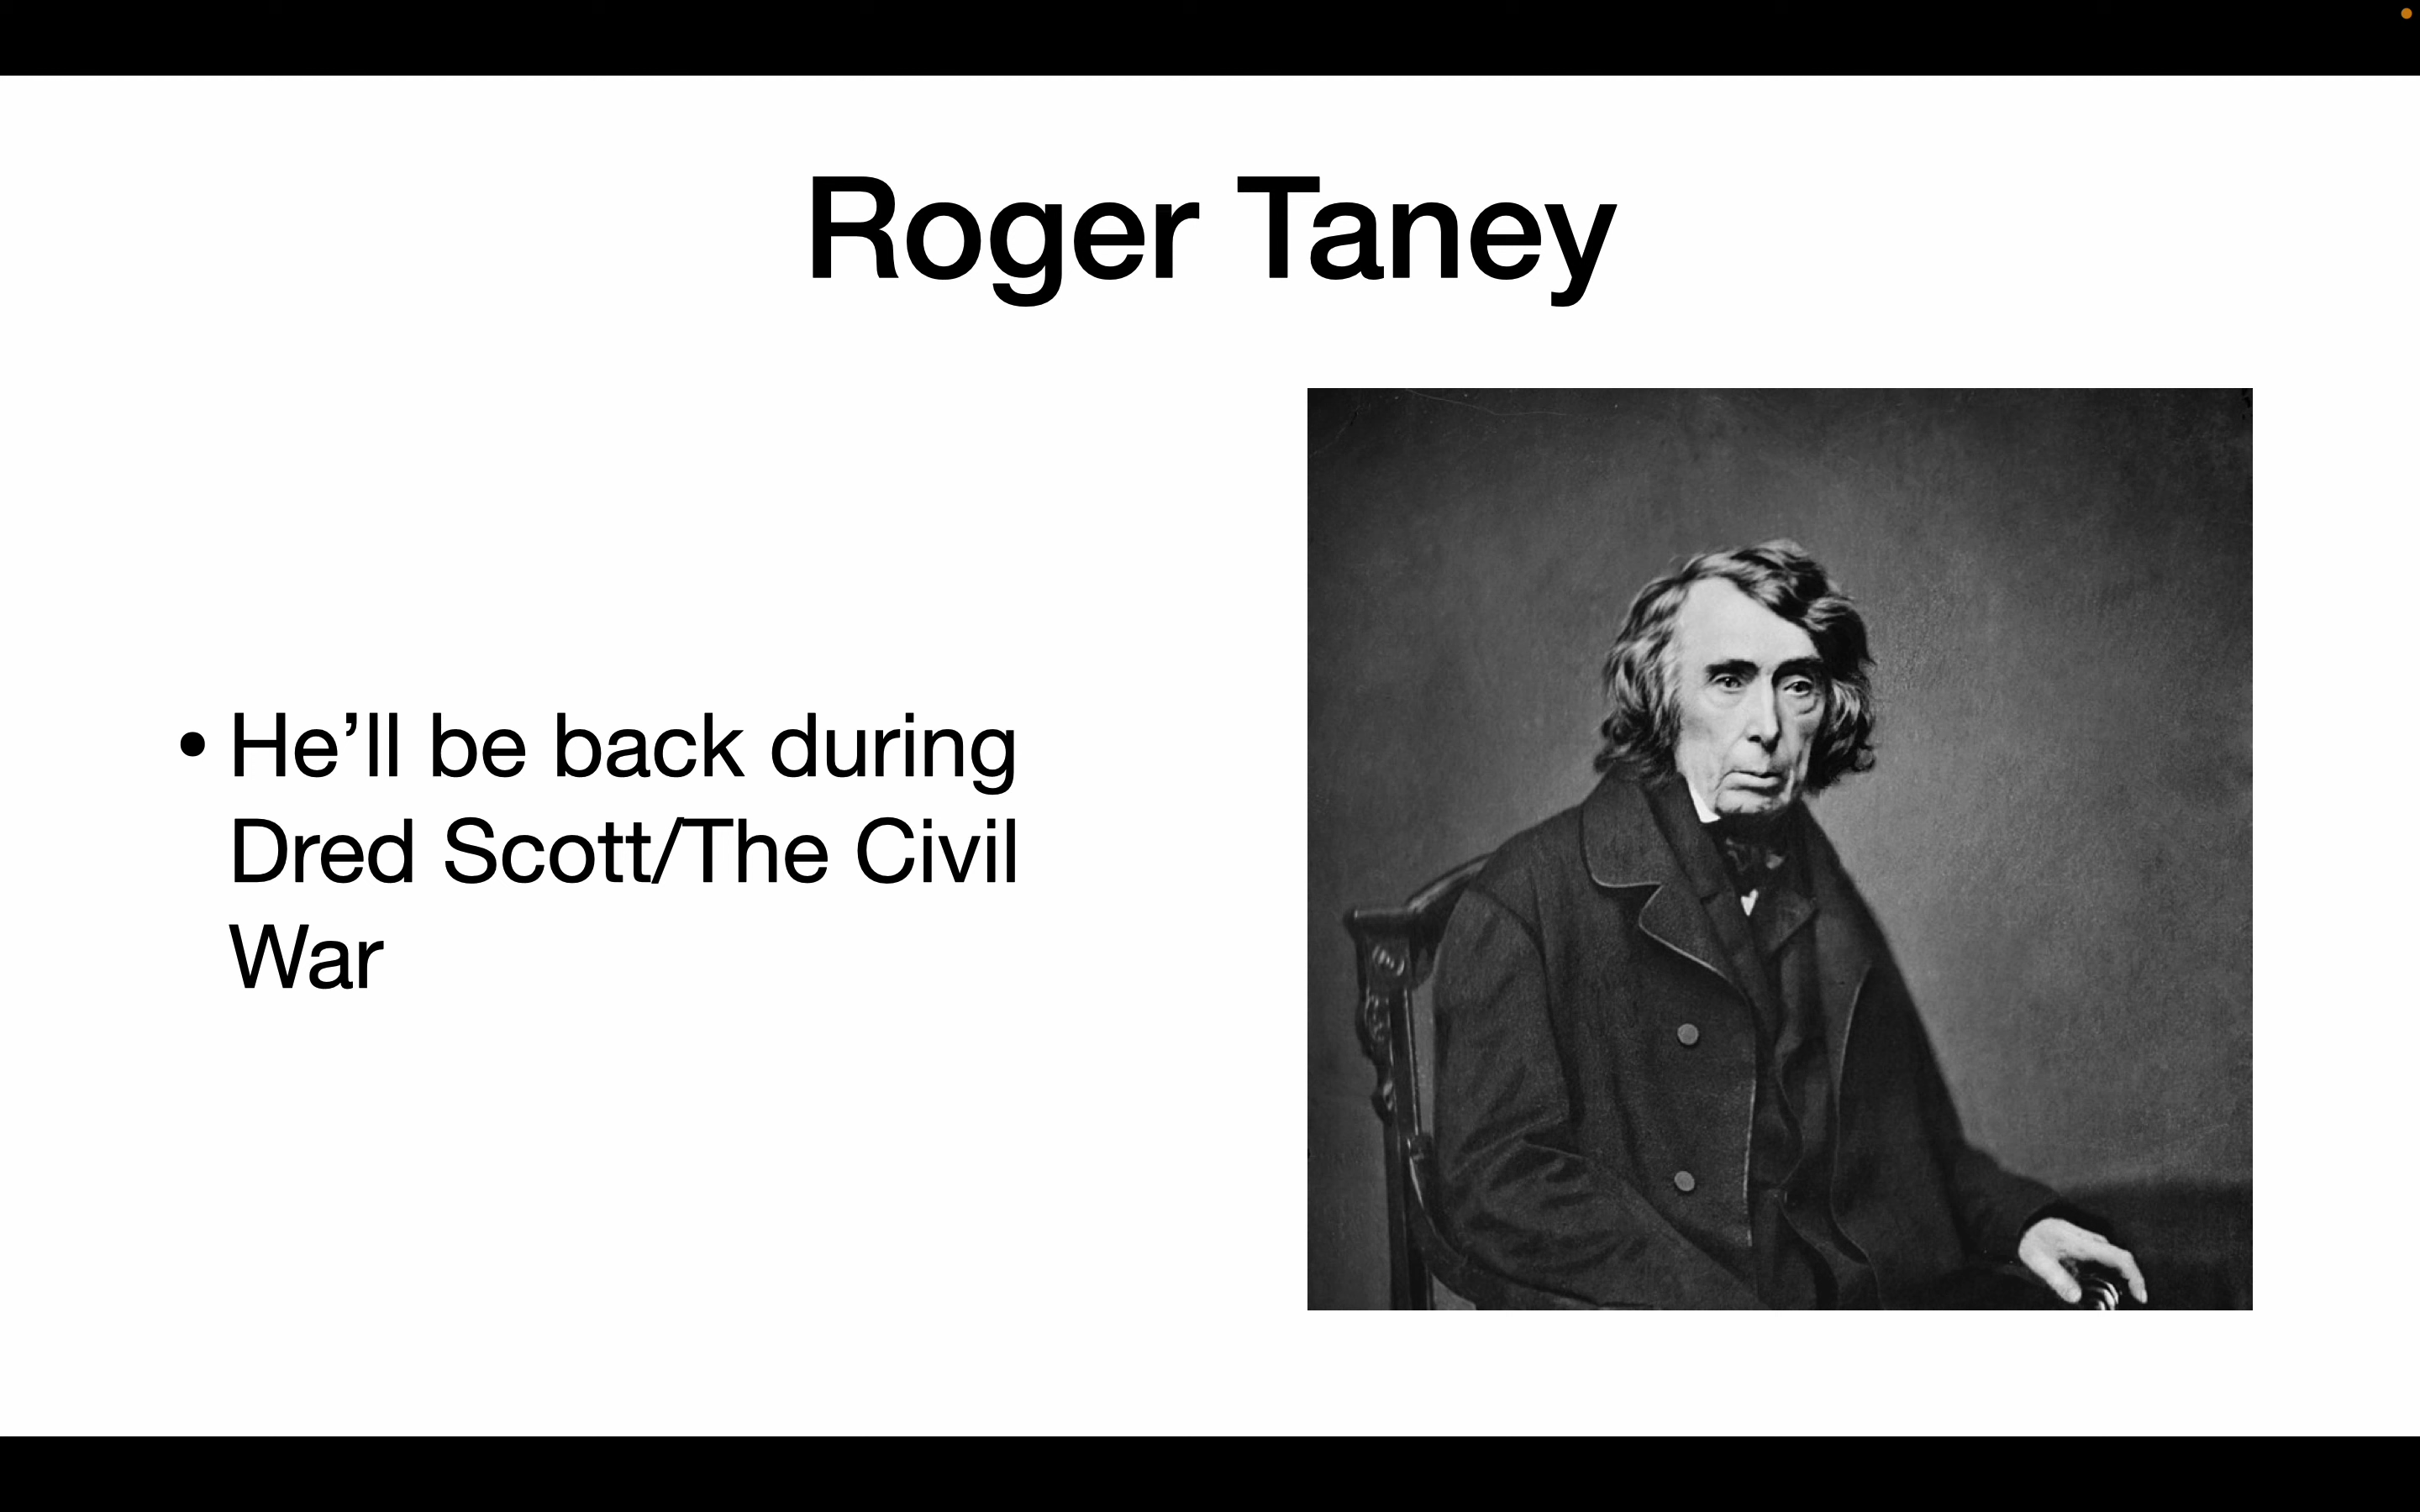 Roger Taney
• He’ll be back during
Dred Scott/The Civil
War